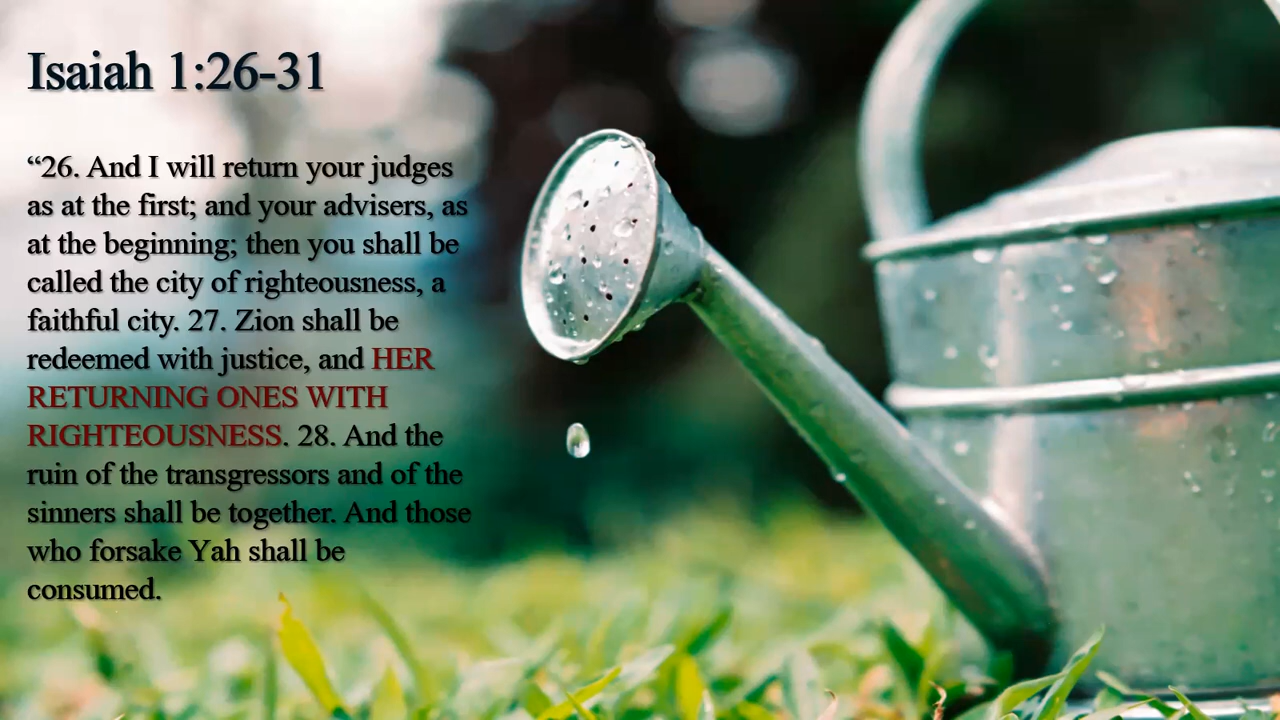 Isaiah 1:26-31
“26. And I will return your judges
as at the first; and your advisers, as
at the beginning; then you shall be
called the city of righteousness, a
faithful city. 27. Zion shall be
redeemed with justice, and HER
RETURNING ONES WITH
RIGHTEOUSNESS. 28. And the
ruin of the transgressors and of the
sinners shall be together. And those
who forsake Yah shall be
consumed.